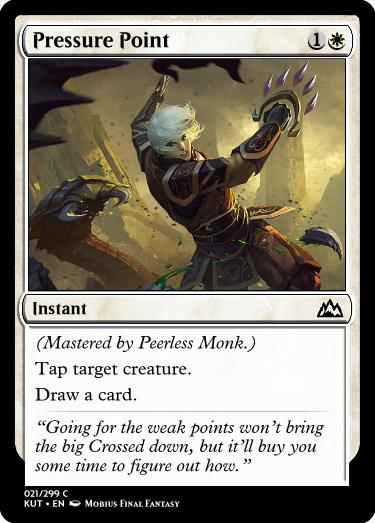 Pressure Point 1
Instant
(Mastered by Peerless Monk.)
Tap target creature.
Draw a card.
“Going for the weak points won’t bring
the big Crossed down, but it’ll buy you
some time to figure out how.”
021/299 C
KUT • EN Mobius Final Fantasy